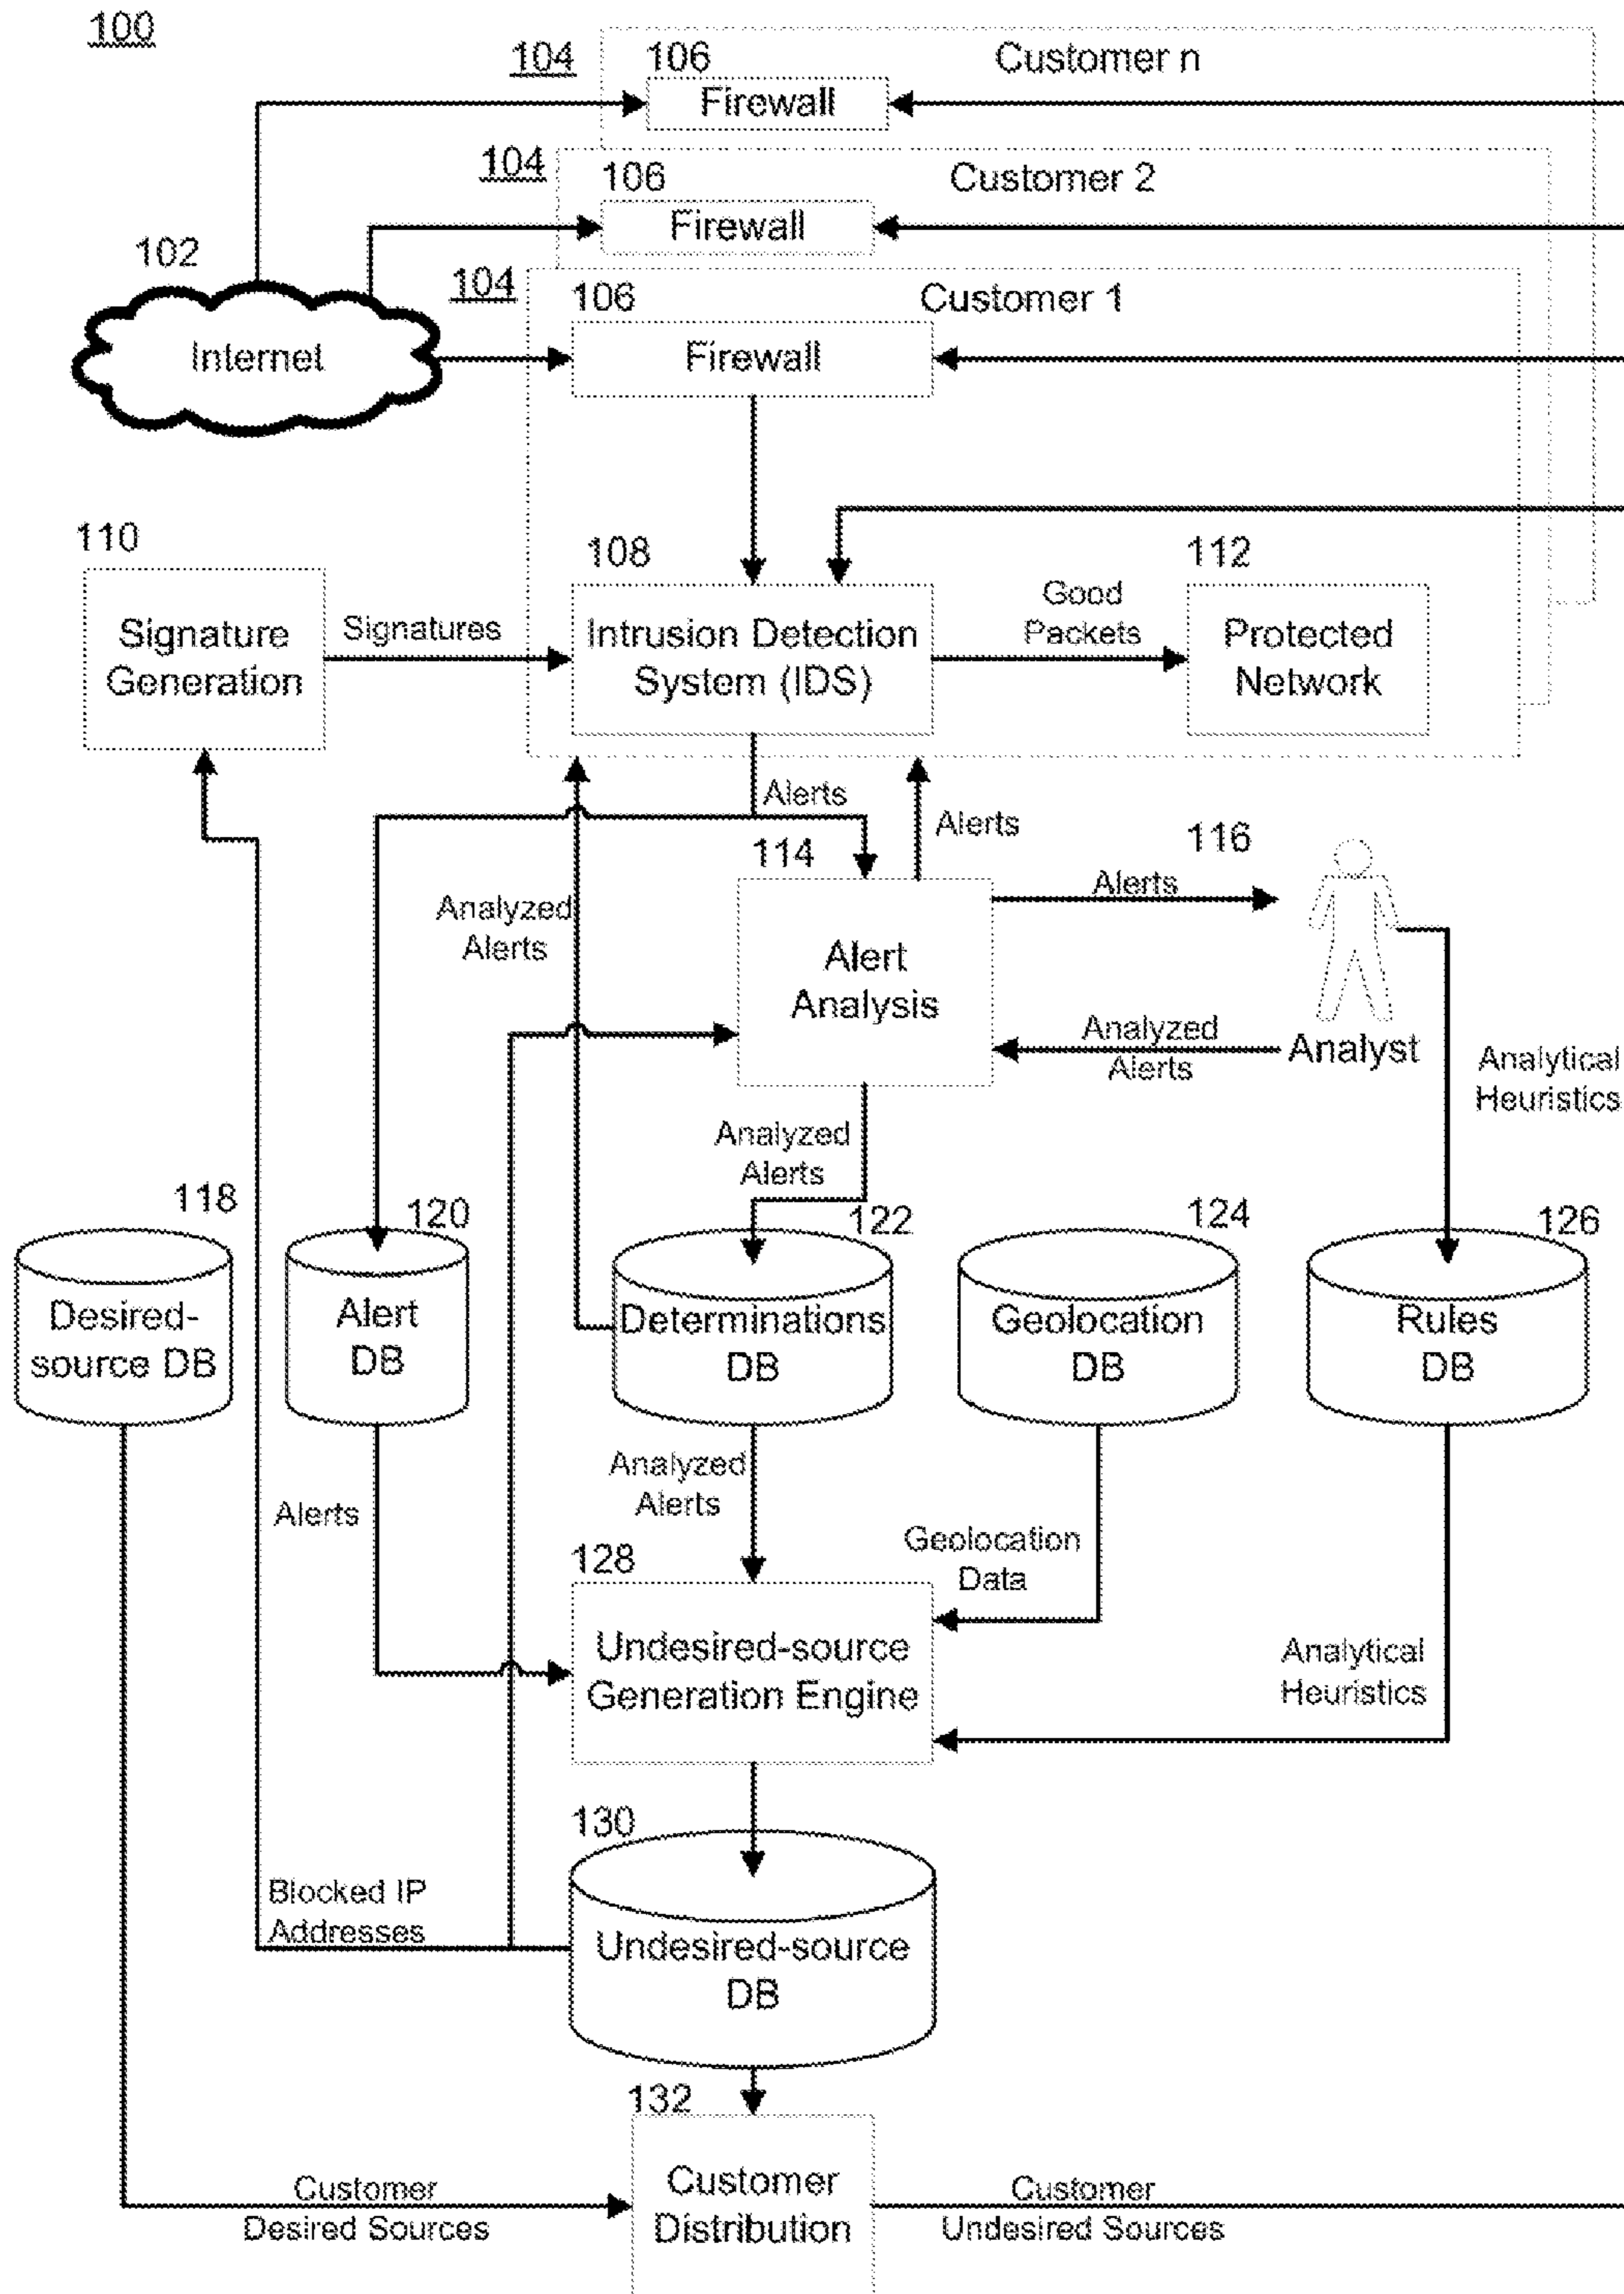 100
104
106
Customer n
Firewall
104
106
Customer 2
Firewall
102
104
106
Customer 1
Internet
Firewall
110
108
112
Signature
Generation
Signatures
Intrusion Detection
System (IDS)
Good
Packets
Protected
Network
Alerts
Alerts
114
116
Analyzed
Alerts
Alerts
Alert
Analysis
Analyzed
Alerts
Analyst
Analytical
Heuristics
Analyzed
Alerts
118
120
122
124
126
Desired-
source DB
Alert
DB
Determinations
DB
Geolocation
DB
Rules
DB
Alerts
Analyzed
Alerts
Geolocation
Data
128
Undesired-source
Generation Engine
Analytical
Heuristics
130
Blocked IP
Addresses
Undesired-source
DB
132
Customer
Desired Sources
Customer
Distribution
Customer
Undesired Sources